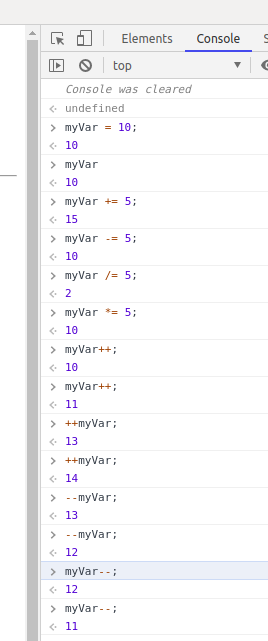 Elements Console S
top
Console was cleared
undefined
myVar = 10;
10
myVar
10
myVar += 5;
15
myVar -= 5;
10
myVar /= 5;
2
myVar *= 5;
10
myVar++;
10
myVar++;
11
++myVar;
13
++myVar;
14
--myVar;
13
--myVar;
12
myVar--;
12
myVar--;
11